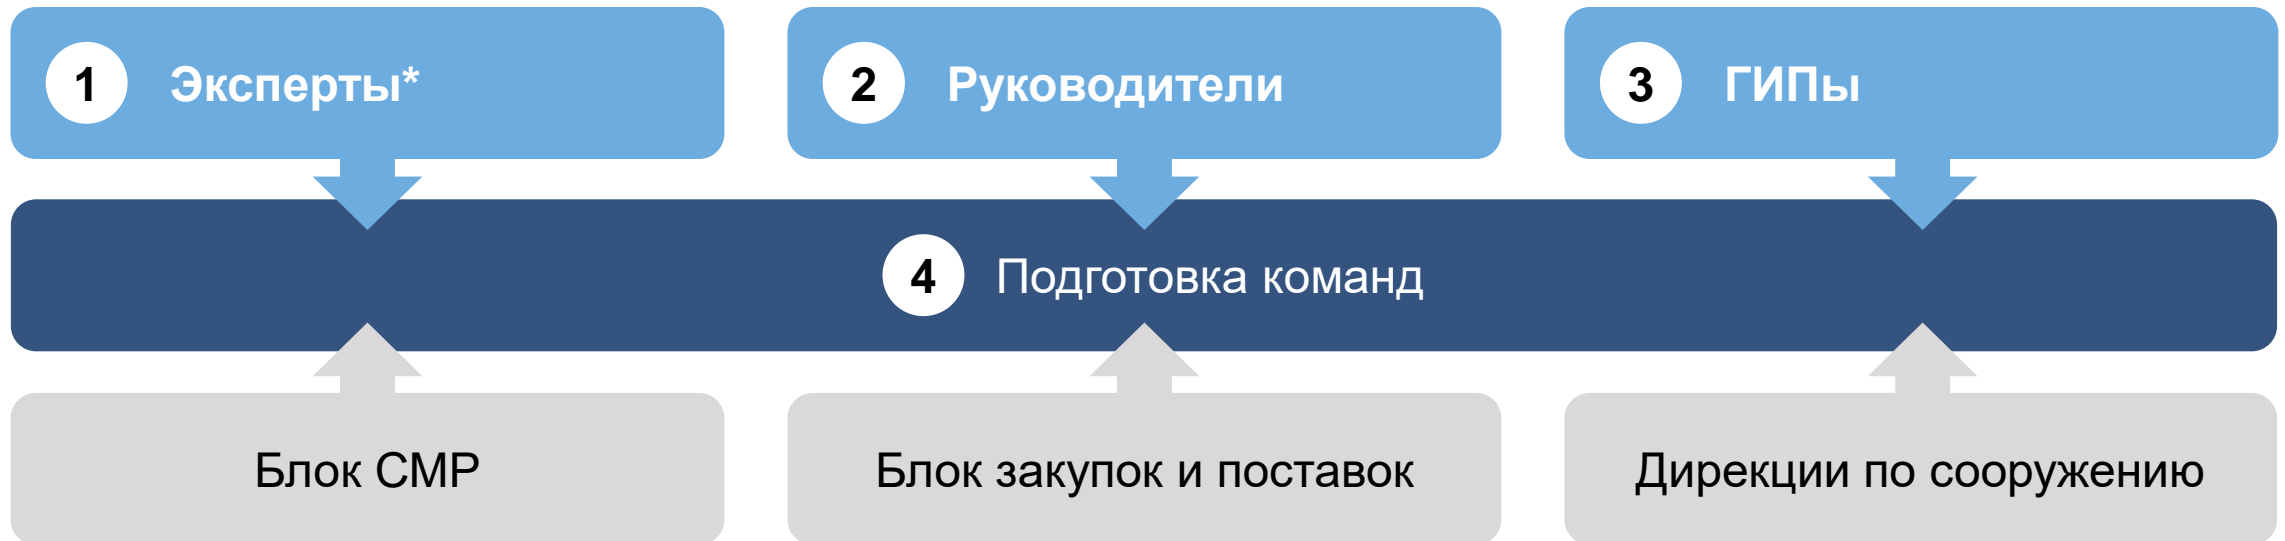 1 Эксперты*
2 Руководители
3 ГИПы
4 Подготовка команд
Блок СМР
Блок закупок и поставок
Дирекции по сооружению